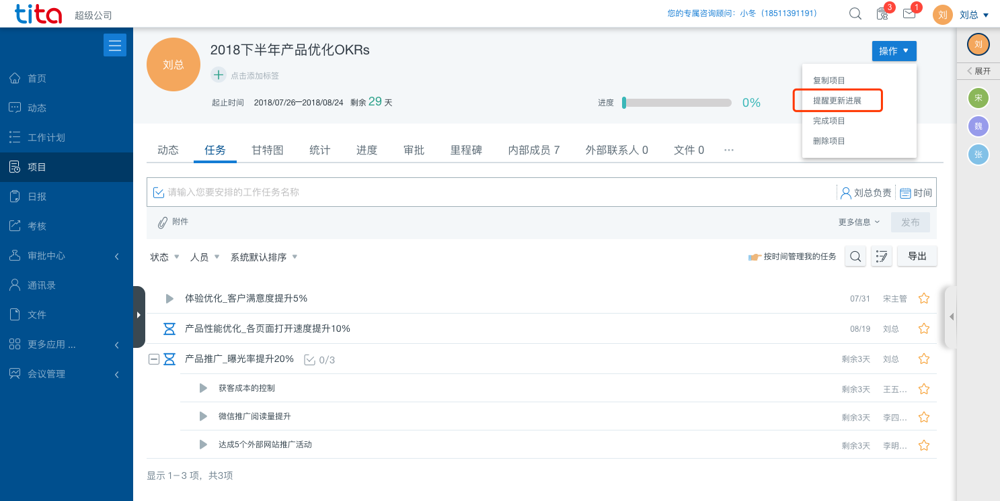 tita 超级公司
您的专属咨询顾问：小冬（18511391191） 3 1 刘 刘总
刘总
2018下半年产品优化OKRs
点击添加标签
起止时间 2018/07/26—2018/08/24 剩余 29 天
进度 0%
操作
复制项目
提醒更新进展
完成项目
删除项目
首页
动态
工作计划
项目
日报
考核
审批中心
通讯录
文件
更多应用 ...
会议管理
动态 任务 甘特图 统计 进度 审批 里程碑 内部成员 7 外部联系人 0 文件 0 ...
请输入您要安排的工作任务名称 刘总负责 时间
附件 更多信息 发布
状态 人员 系统默认排序 按时间管理我的任务 导出
体验优化_客户满意度提升5% 07/31 宋主管
产品性能优化_各页面打开速度提升10% 08/19 刘总
产品推广_曝光率提升20% 0/3 剩余3天 刘总
获客成本的控制 剩余3天 王五...
微信推广阅读量提升 剩余3天 李四...
达成5个外部网站推广活动 剩余3天 李明...
显示 1-3 项，共3项
刘
展开
宋
魏
张